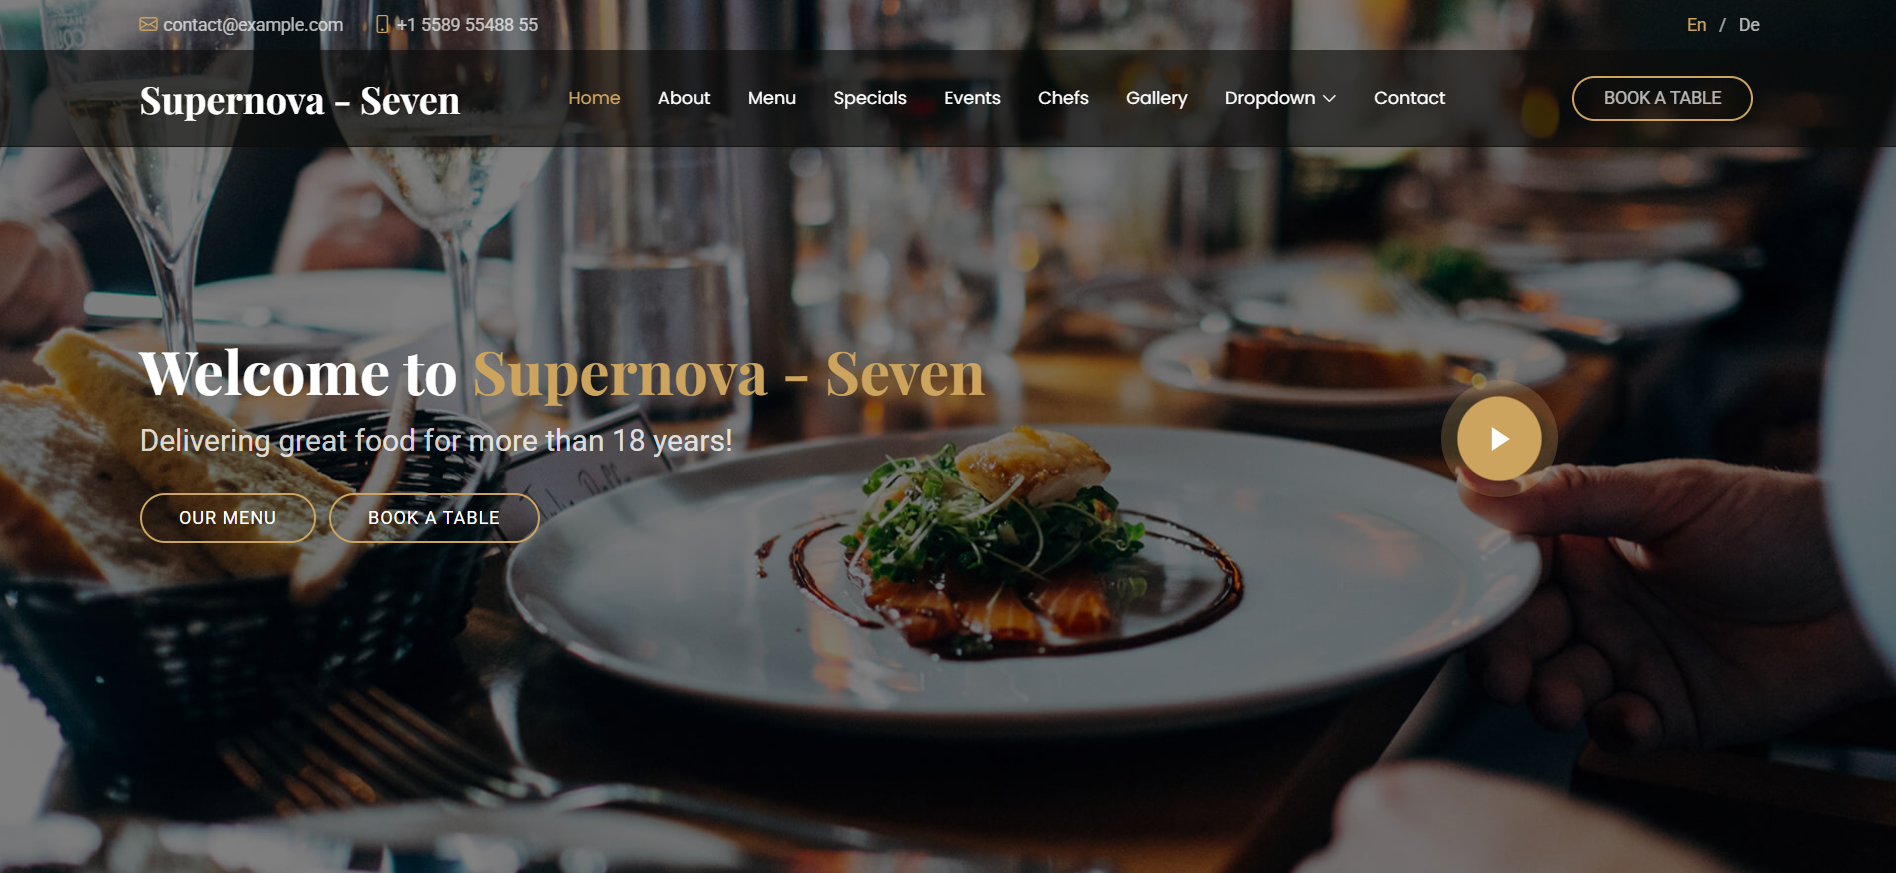 contact@example.com +1 5589 55488 55 En / De
Supernova - Seven Home About Menu Specials Events Chefs Gallery Dropdown Contact BOOK A TABLE
Welcome to Supernova - Seven
Delivering great food for more than 18 years!
OUR MENU BOOK A TABLE